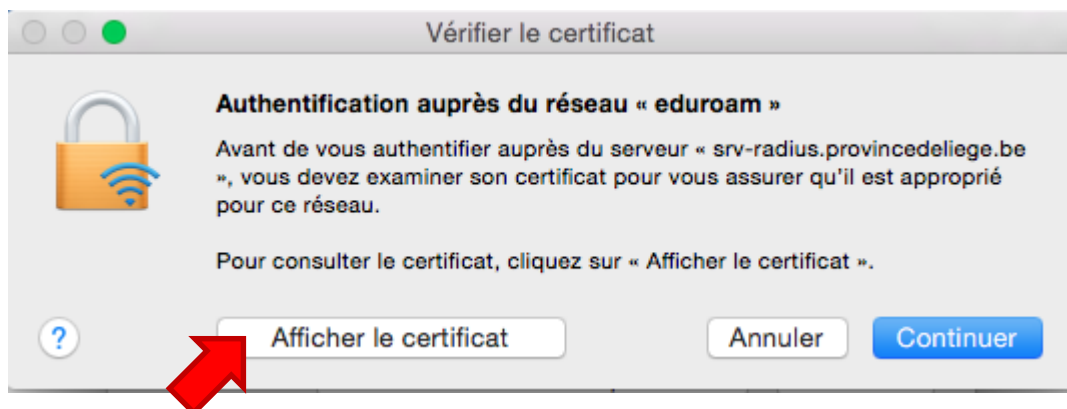 Vérifier le certificat
Authentification auprès du réseau « eduroam »
Avant de vous authentifier auprès du serveur « srv-radius.provincedeliege.be
», vous devez examiner son certificat pour vous assurer qu’il est approprié
pour ce réseau.
Pour consulter le certificat, cliquez sur « Afficher le certificat ».
? Afficher le certificat Annuler Continuer